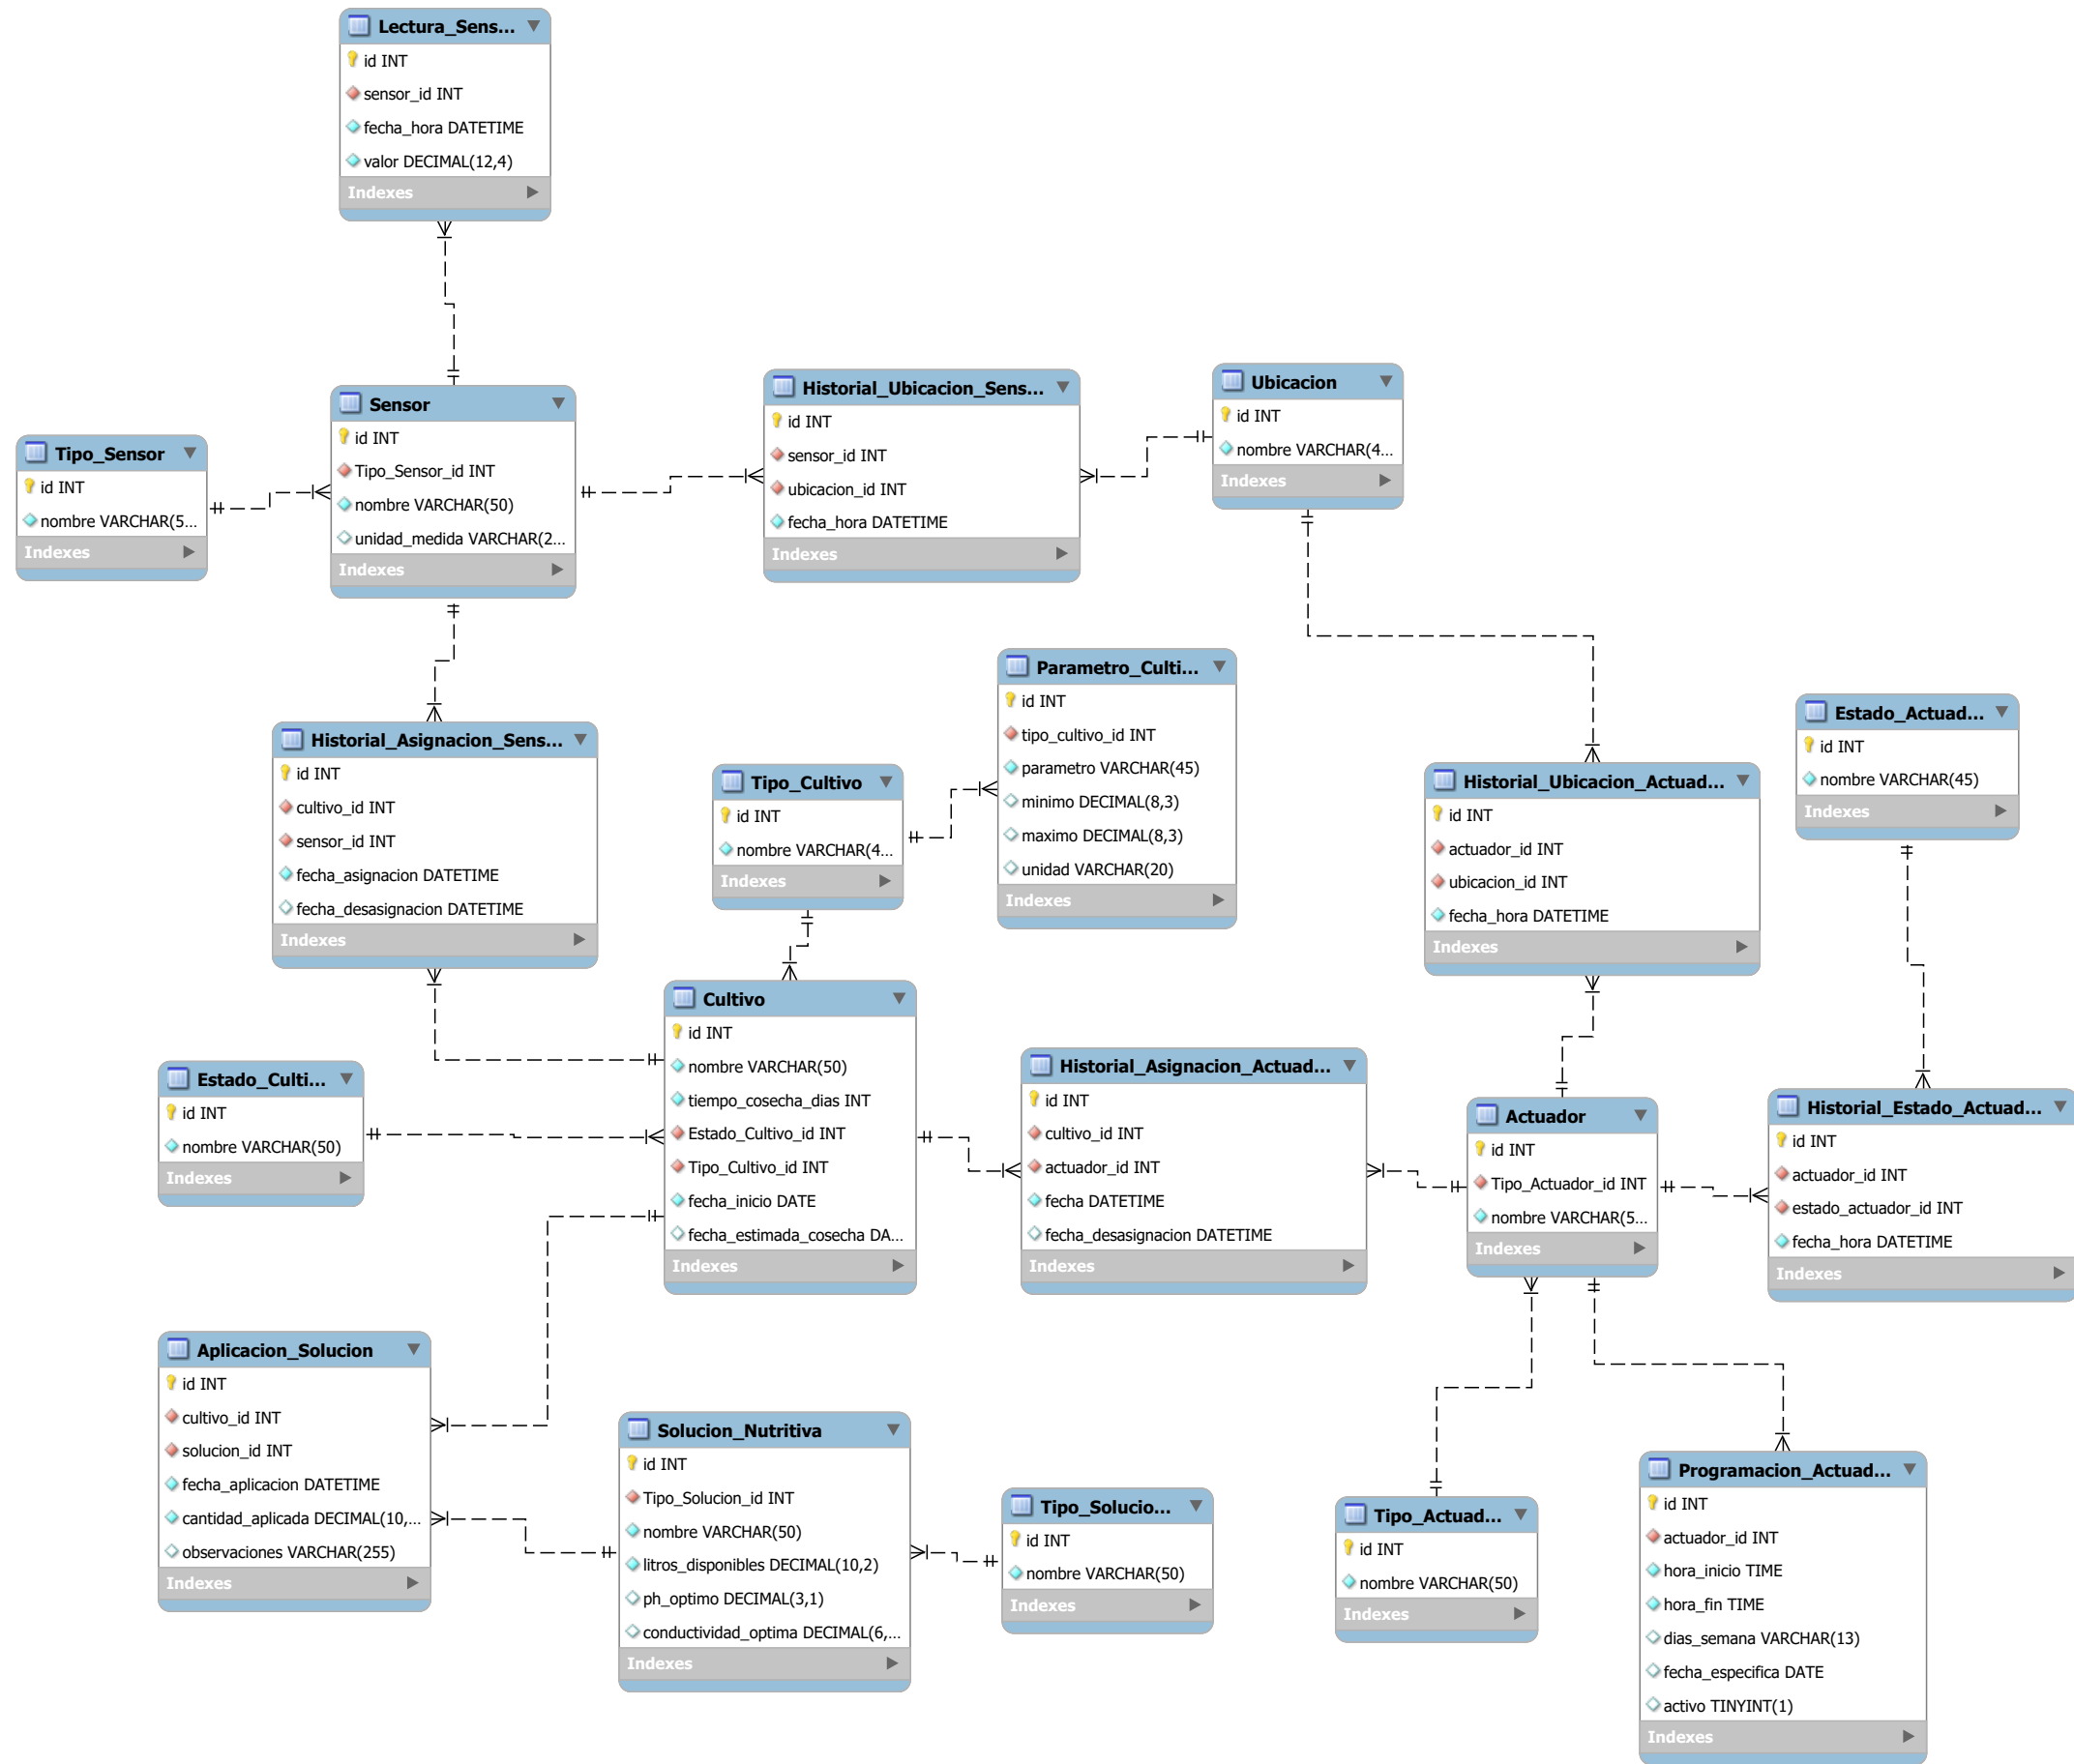 Lectura_Sens...
id INT
sensor_id INT
fecha_hora DATETIME
valor DECIMAL(12,4)
Indexes
Sensor
id INT
Tipo_Sensor_id INT
nombre VARCHAR(50)
unidad_medida VARCHAR(2...
Indexes
Tipo_Sensor
id INT
nombre VARCHAR(5...
Indexes
Historial_Ubicacion_Sens...
id INT
sensor_id INT
ubicacion_id INT
fecha_hora DATETIME
Indexes
Ubicacion
id INT
nombre VARCHAR(4...
Indexes
Historial_Asignacion_Sens...
id INT
cultivo_id INT
sensor_id INT
fecha_asignacion DATETIME
fecha_desasignacion DATETIME
Indexes
Tipo_Cultivo
id INT
nombre VARCHAR(4...
Indexes
Parametro_Culti...
id INT
tipo_cultivo_id INT
parametro VARCHAR(45)
minimo DECIMAL(8,3)
maximo DECIMAL(8,3)
unidad VARCHAR(20)
Indexes
Historial_Ubicacion_Actuad...
id INT
actuador_id INT
ubicacion_id INT
fecha_hora DATETIME
Indexes
Estado_Actuad...
id INT
nombre VARCHAR(45)
Indexes
Estado_Culti...
id INT
nombre VARCHAR(50)
Indexes
Cultivo
id INT
nombre VARCHAR(50)
tiempo_cosecha_dias INT
Estado_Cultivo_id INT
Tipo_Cultivo_id INT
fecha_inicio DATE
fecha_estimada_cosecha DA...
Indexes
Historial_Asignacion_Actuad...
id INT
cultivo_id INT
actuador_id INT
fecha DATETIME
fecha_desasignacion DATETIME
Indexes
Actuador
id INT
Tipo_Actuador_id INT
nombre VARCHAR(5...
Indexes
Historial_Estado_Actuad...
id INT
actuador_id INT
estado_actuador_id INT
fecha_hora DATETIME
Indexes
Aplicacion_Solucion
id INT
cultivo_id INT
solucion_id INT
fecha_aplicacion DATETIME
cantidad_aplicada DECIMAL(10,...
observaciones VARCHAR(255)
Indexes
Solucion_Nutritiva
id INT
Tipo_Solucion_id INT
nombre VARCHAR(50)
litros_disponibles DECIMAL(10,2)
ph_optimo DECIMAL(3,1)
conductividad_optima DECIMAL(6,...
Indexes
Tipo_Solucio...
id INT
nombre VARCHAR(50)
Indexes
Tipo_Actuad...
id INT
nombre VARCHAR(50)
Indexes
Programacion_Actuad...
id INT
actuador_id INT
hora_inicio TIME
hora_fin TIME
dias_semana VARCHAR(13)
fecha_especifica DATE
activo TINYINT(1)
Indexes